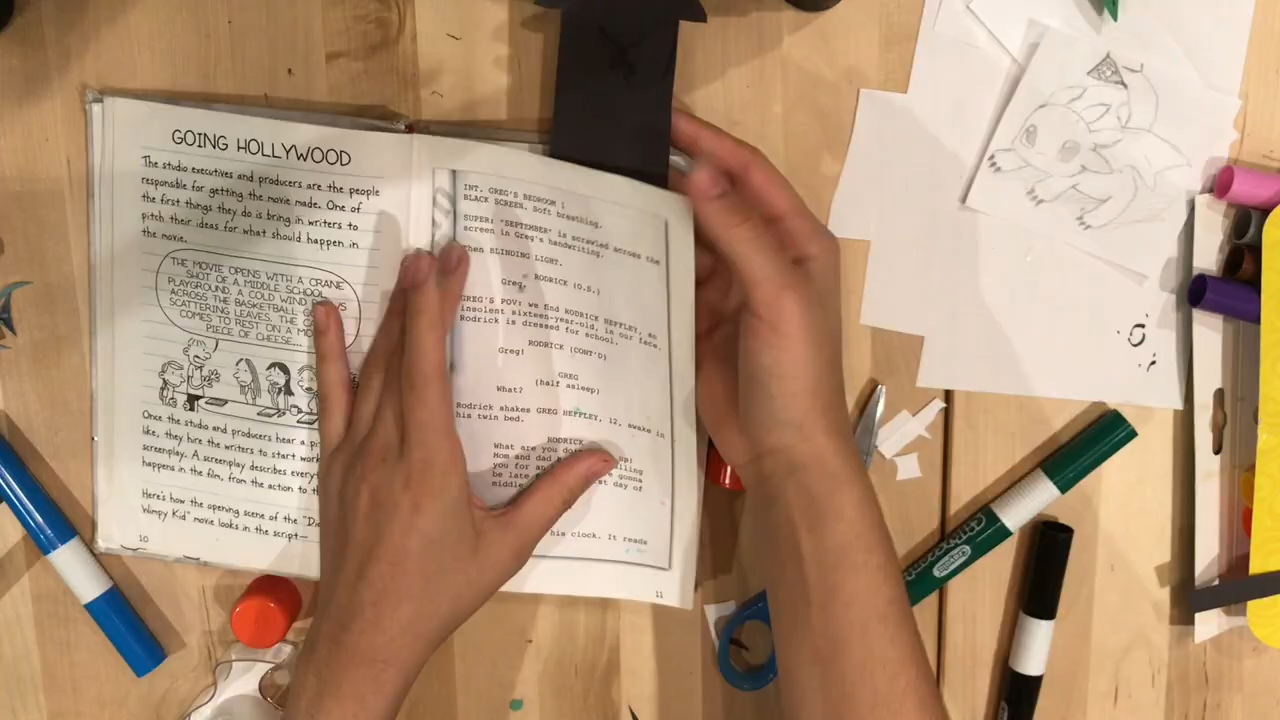 GOING HOLLYWOOD
The studio executives and producers are the people
responsible for getting the movie made. One of
the first things they do is bring in writers to
pitch their ideas for what should happen in
the movie.
THE MOVIE OPENS WITH A CRANE
SHOT OF A MIDDLE SCHOOL
PLAYGROUND. A COLD WIND
ACROSS THE BASKETBALL
SCATTERING LEAVES. THE
COMES TO REST ON A
PIECE OF CHEESE...
Once the studio and producers hear a
like, they hire the writers to start work
screenplay. A screenplay describes
happens in the film, from the action to
Here's how the opening scene of the
Wimpy Kid" movie looks in the script—
10
INT. GREG'S BEDROOM 1
BLACK SCREEN. Soft breathing.
SUPER: "SEPTEMBER" is scrawled across the
screen in Greg's handwriting.
Then BLINDING LIGHT.
RODRICK (O.S.)
Greg.
GREG'S POV: we find RODRICK HEFFLEY, an
insolent sixteen-year-old, in our face.
Rodrick is dressed for school.
RODRICK (CONT'D)
Greg!
GREG
(half asleep)
What?
Rodrick shakes GREG HEFFLEY, 12, awake in
his twin bed.
RODRICK
What are you up!
Mom and dad
you for an gonna
be late
middle day of
his clock. It reads
11
Crayola